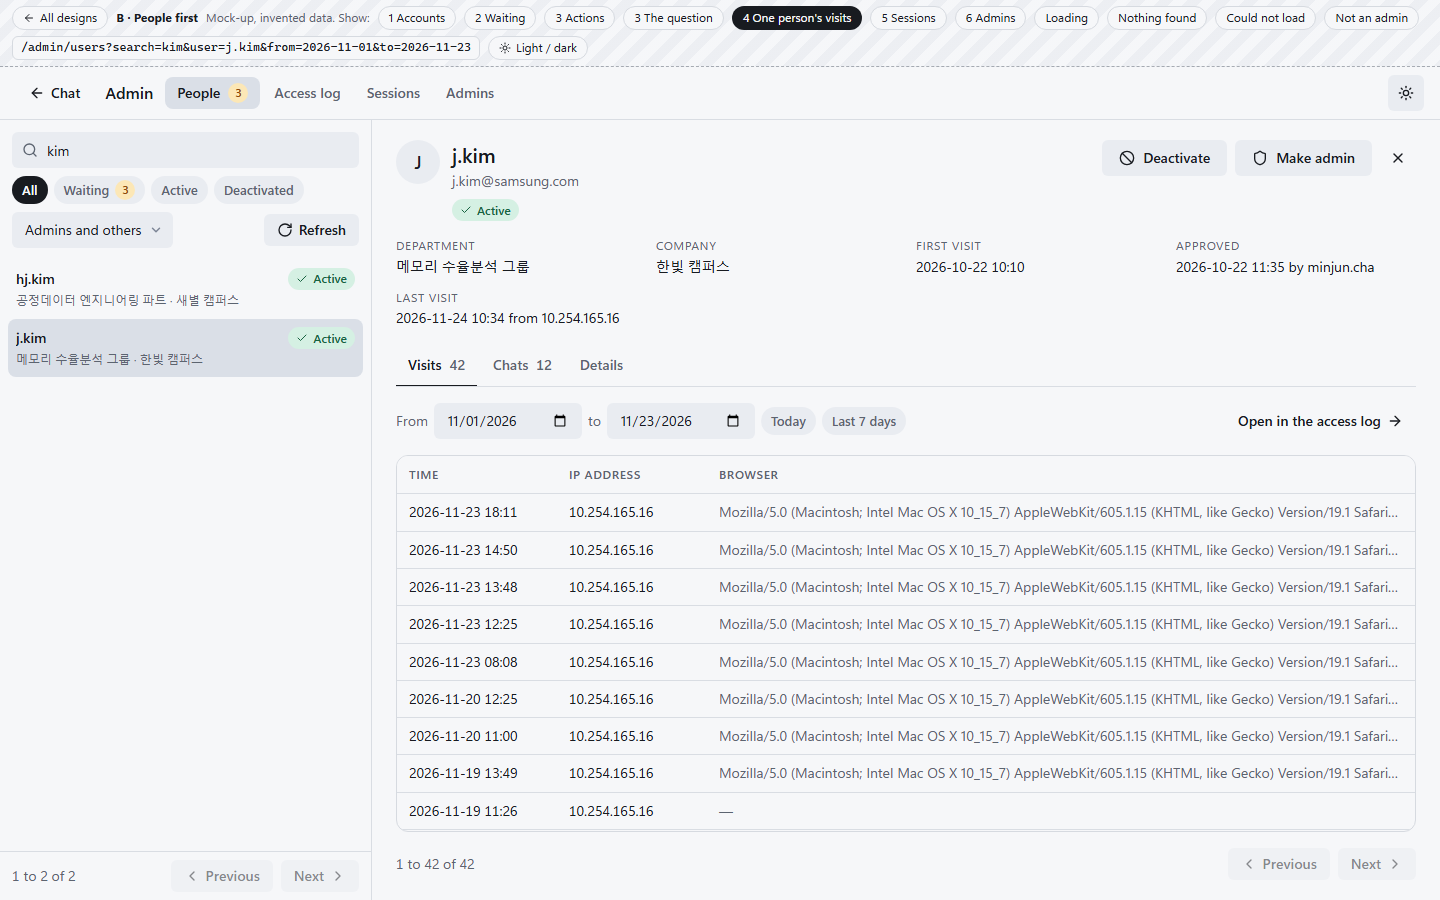 All designs B · People first Mock-up, invented data. Show: 1 Accounts 2 Waiting 3 Actions 3 The question 4 One person's visits 5 Sessions 6 Admins Loading Nothing found Could not load Not an admin
/admin/users?search=kim&user=j.kim&from=2026-11-01&to=2026-11-23 Light / dark
Chat Admin People 3 Access log Sessions Admins
kim
All Waiting 3 Active Deactivated
Admins and others Refresh
hj.kim Active
공정데이터 엔지니어링 파트 · 새별 캠퍼스
j.kim Active
메모리 수율분석 그룹 · 한빛 캠퍼스
1 to 2 of 2 Previous Next
J j.kim Deactivate Make admin
j.kim@samsung.com
Active
DEPARTMENT COMPANY FIRST VISIT APPROVED
메모리 수율분석 그룹 한빛 캠퍼스 2026-10-22 10:10 2026-10-22 11:35 by minjun.cha
LAST VISIT
2026-11-24 10:34 from 10.254.165.16
Visits 42 Chats 12 Details
From 11/01/2026 to 11/23/2026 Today Last 7 days Open in the access log
TIME IP ADDRESS BROWSER
2026-11-23 18:11 10.254.165.16 Mozilla/5.0 (Macintosh; Intel Mac OS X 10_15_7) AppleWebKit/605.1.15 (KHTML, like Gecko) Version/19.1 Safari...
2026-11-23 14:50 10.254.165.16 Mozilla/5.0 (Macintosh; Intel Mac OS X 10_15_7) AppleWebKit/605.1.15 (KHTML, like Gecko) Version/19.1 Safari...
2026-11-23 13:48 10.254.165.16 Mozilla/5.0 (Macintosh; Intel Mac OS X 10_15_7) AppleWebKit/605.1.15 (KHTML, like Gecko) Version/19.1 Safari...
2026-11-23 12:25 10.254.165.16 Mozilla/5.0 (Macintosh; Intel Mac OS X 10_15_7) AppleWebKit/605.1.15 (KHTML, like Gecko) Version/19.1 Safari...
2026-11-23 08:08 10.254.165.16 Mozilla/5.0 (Macintosh; Intel Mac OS X 10_15_7) AppleWebKit/605.1.15 (KHTML, like Gecko) Version/19.1 Safari...
2026-11-20 12:25 10.254.165.16 Mozilla/5.0 (Macintosh; Intel Mac OS X 10_15_7) AppleWebKit/605.1.15 (KHTML, like Gecko) Version/19.1 Safari...
2026-11-20 11:00 10.254.165.16 Mozilla/5.0 (Macintosh; Intel Mac OS X 10_15_7) AppleWebKit/605.1.15 (KHTML, like Gecko) Version/19.1 Safari...
2026-11-19 13:49 10.254.165.16 Mozilla/5.0 (Macintosh; Intel Mac OS X 10_15_7) AppleWebKit/605.1.15 (KHTML, like Gecko) Version/19.1 Safari...
2026-11-19 11:26 10.254.165.16 —
1 to 42 of 42 Previous Next